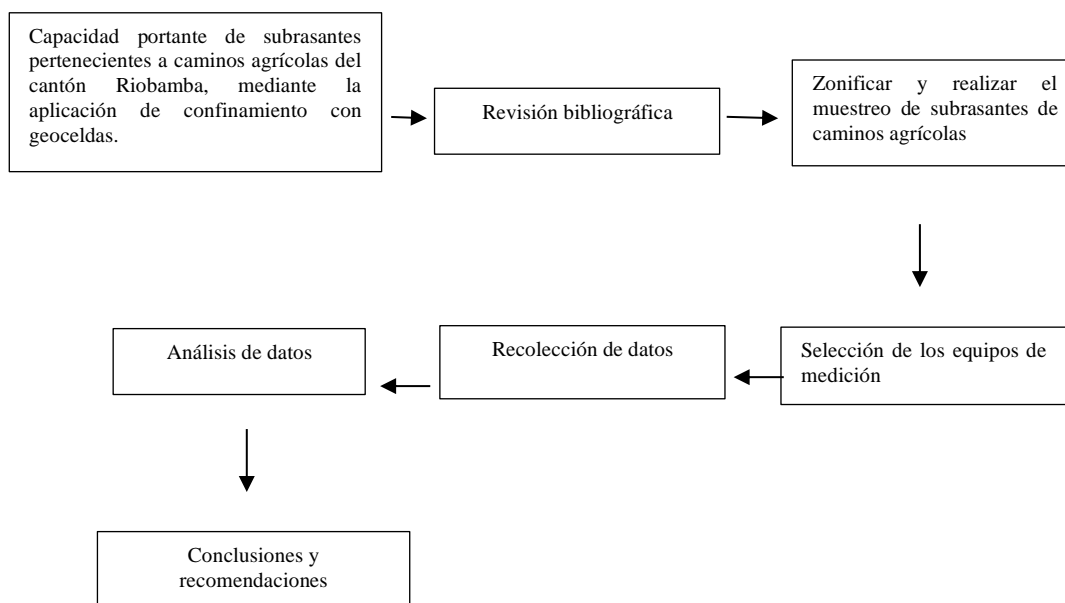 Capacidad portante de subrasantes
pertenecientes a caminos agrícolas del
cantón Riobamba, mediante la
aplicación de confinamiento con
geoceldas.
Revisión bibliográfica
Zonificar y realizar el
muestreo de subrasantes de
caminos agrícolas
Selección de los equipos de
medición
Recolección de datos
Análisis de datos
Conclusiones y
recomendaciones